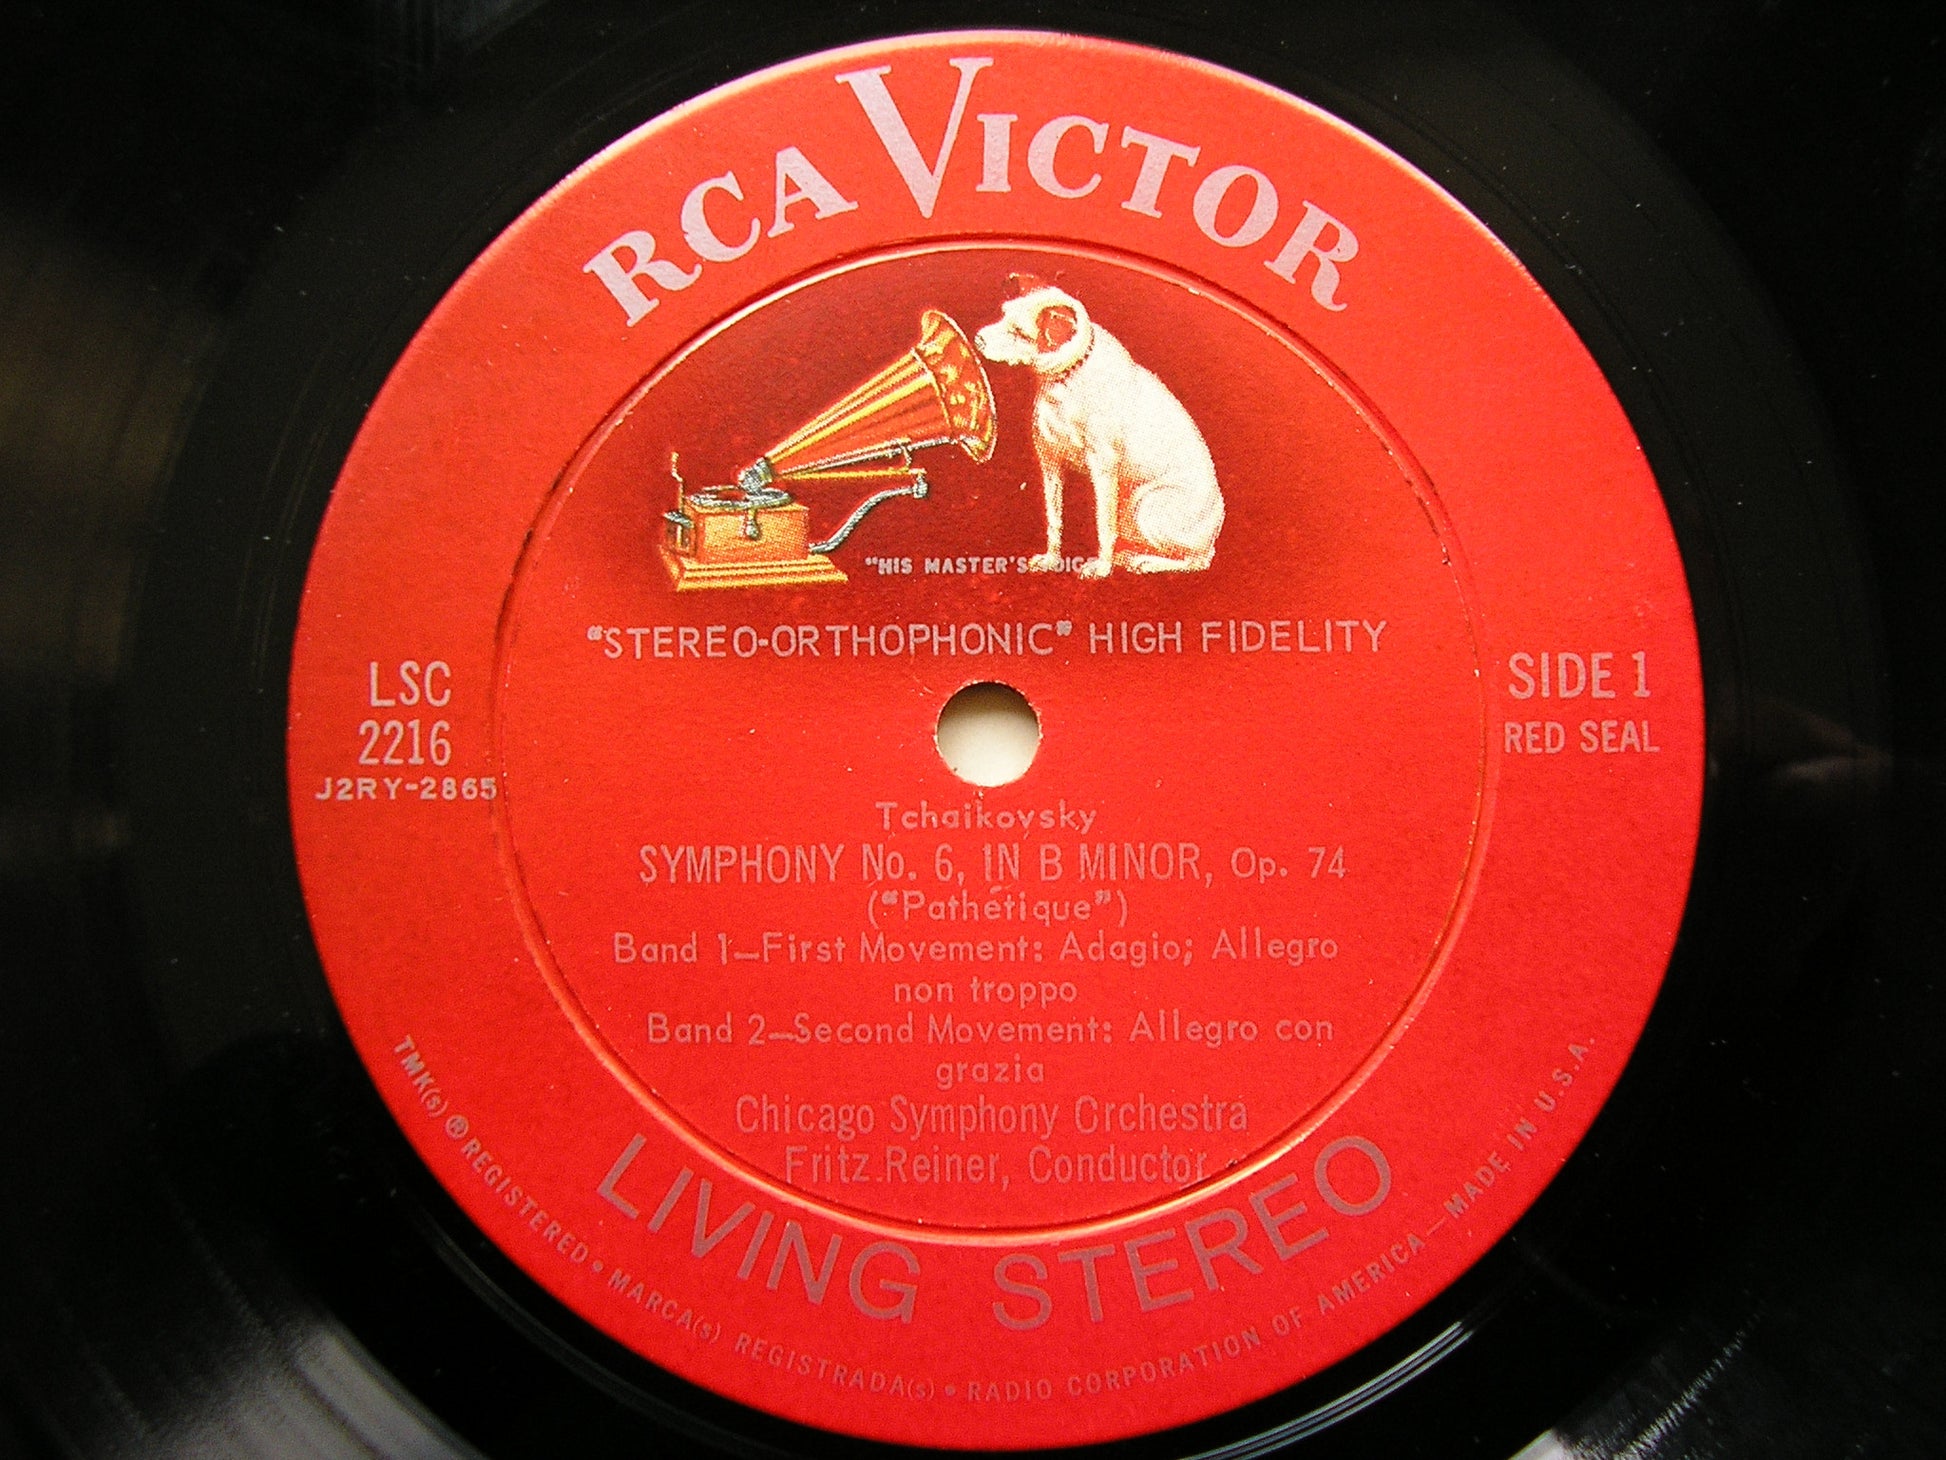 RCA VICTOR
"HIS MASTER'S VOICE"
"STEREO-ORTHOPHONIC" HIGH FIDELITY
LSC
2216
J2RY-2865
SIDE 1
RED SEAL
Tchaikovsky
SYMPHONY No. 6, IN B MINOR, Op. 74
("Pathétique")
Band 1—First Movement: Adagio; Allegro
non troppo
Band 2—Second Movement: Allegro con
grazia
Chicago Symphony Orchestra
Fritz Reiner, Conductor
LIVING STEREO
TMK(s) ® REGISTERED • MARCA(s) REGISTRADA(s) • RADIO CORPORATION OF AMERICA—MADE IN U.S.A.